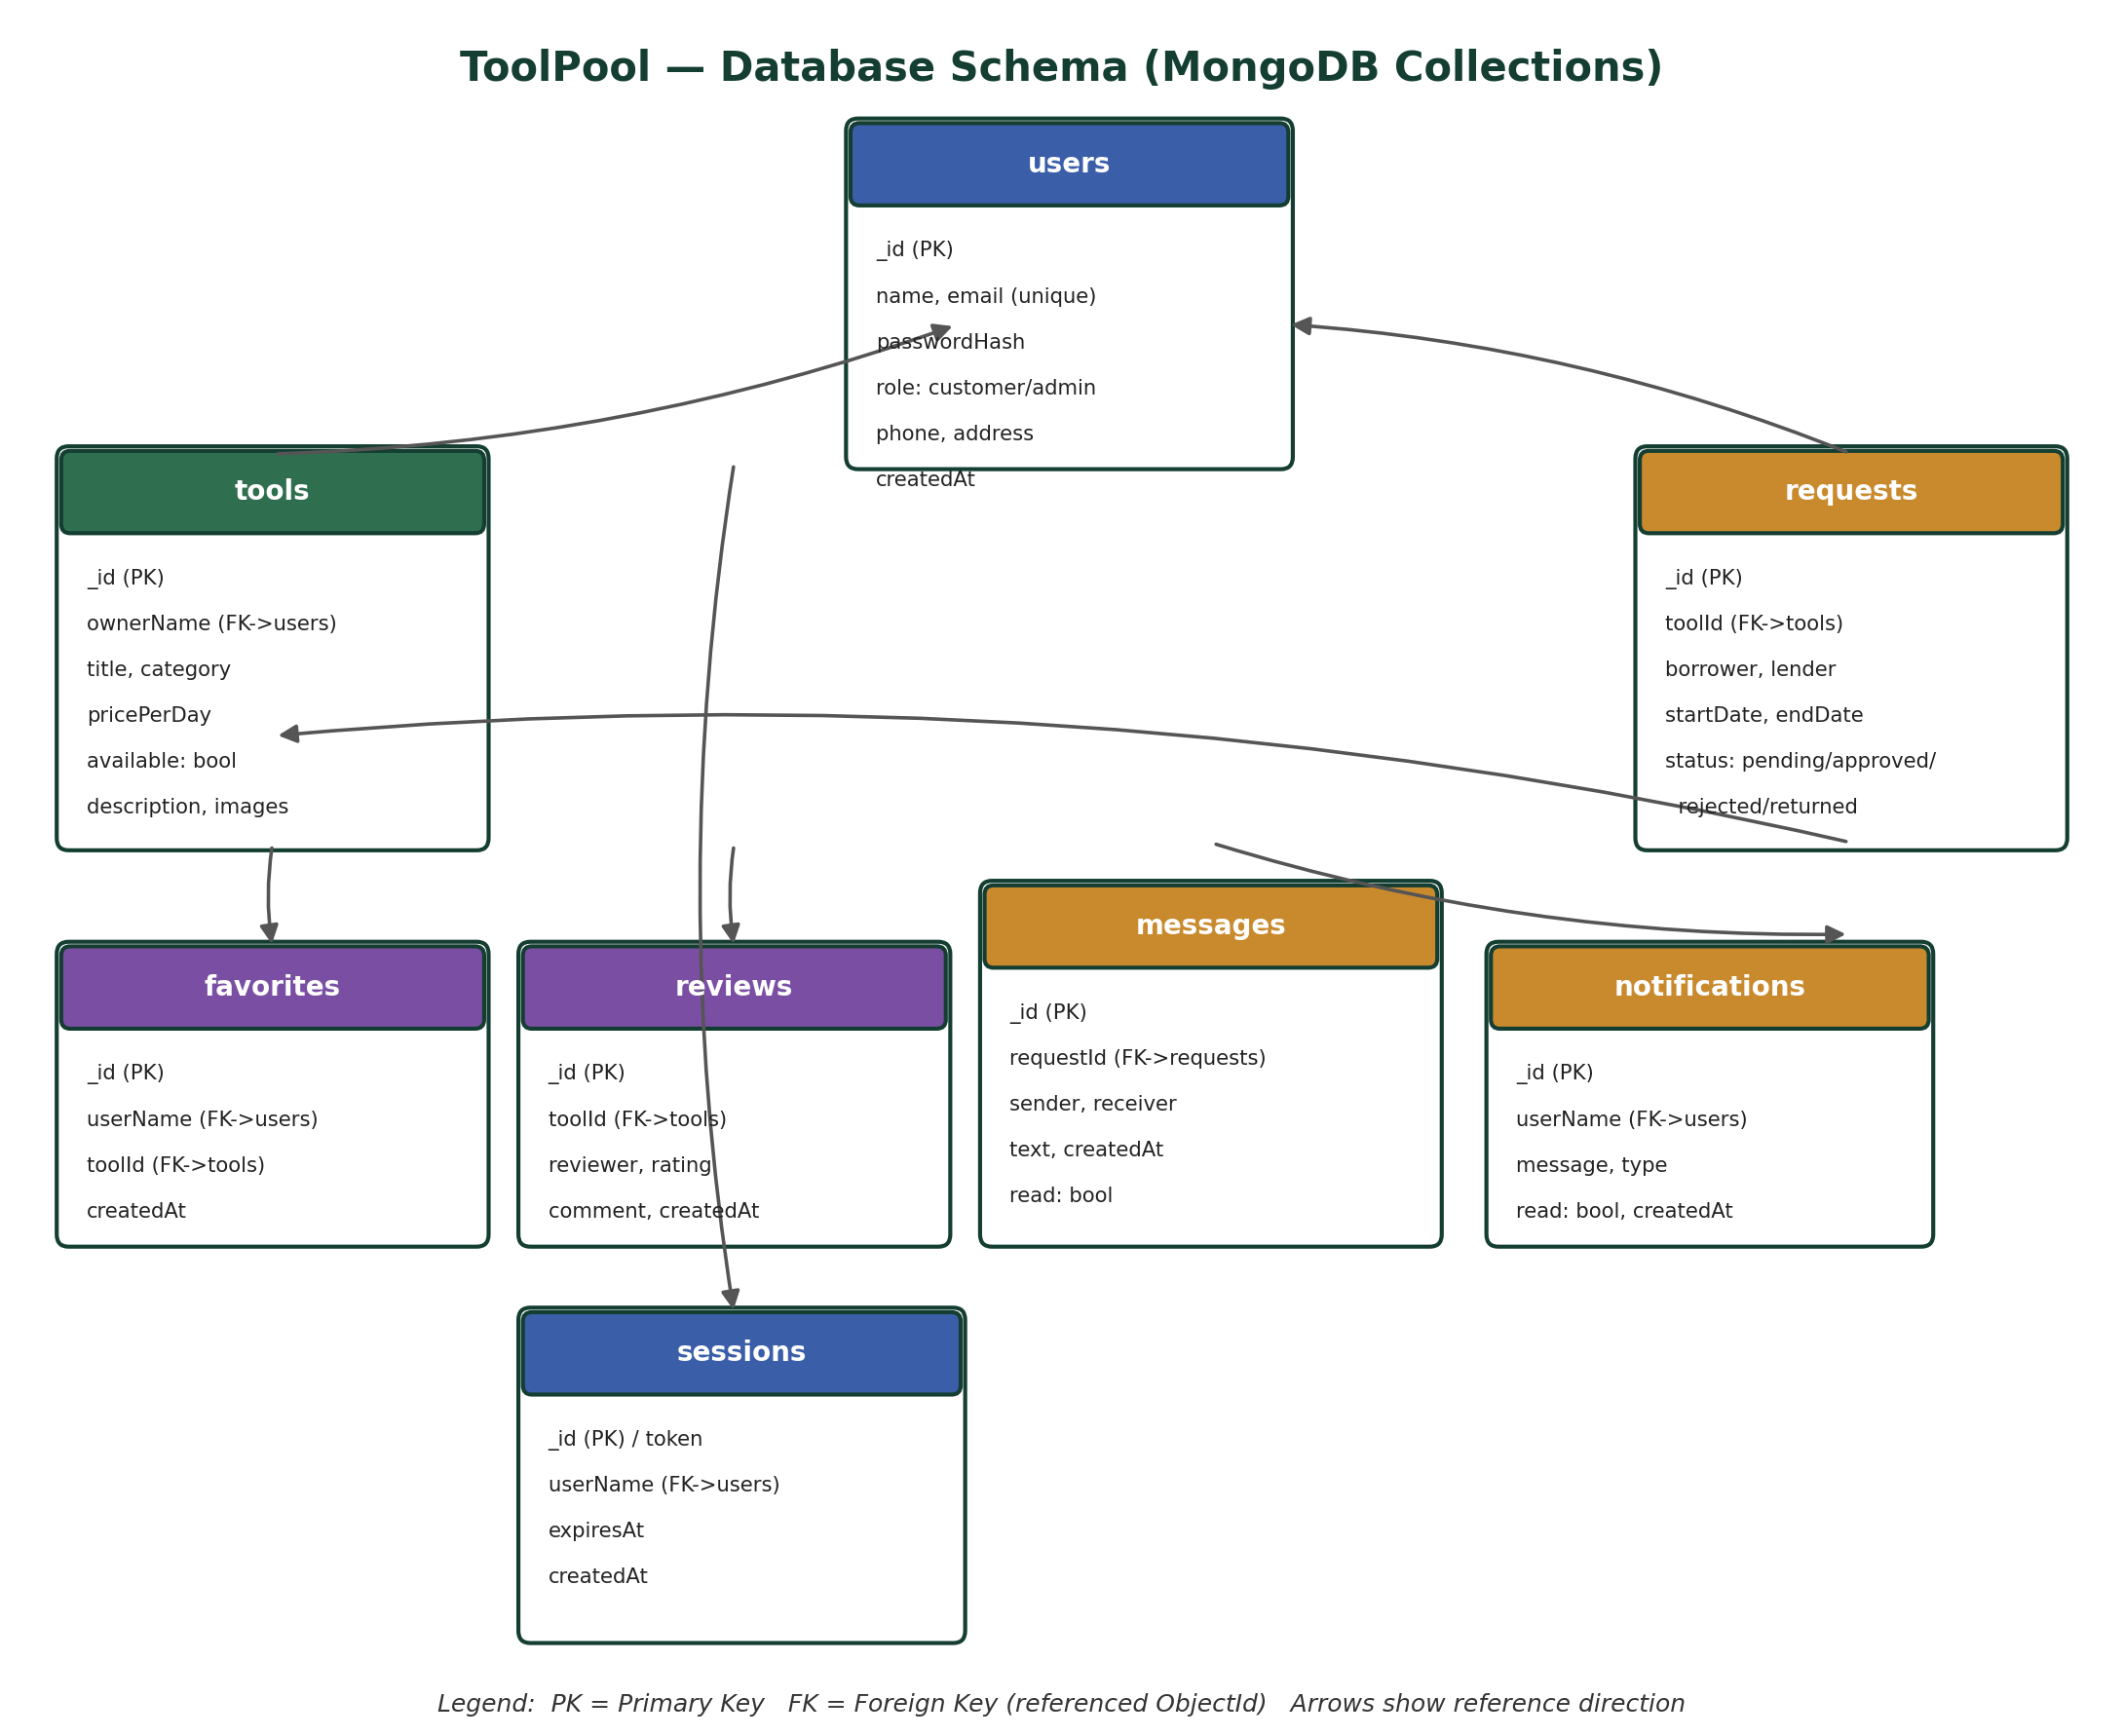 ToolPool — Database Schema (MongoDB Collections)
users
_id (PK)
name, email (unique)
passwordHash
role: customer/admin
phone, address
createdAt
tools
_id (PK)
ownerName (FK->users)
title, category
pricePerDay
available: bool
description, images
requests
_id (PK)
toolId (FK->tools)
borrower, lender
startDate, endDate
status: pending/approved/
rejected/returned
favorites
_id (PK)
userName (FK->users)
toolId (FK->tools)
createdAt
reviews
_id (PK)
toolId (FK->tools)
reviewer, rating
comment, createdAt
messages
_id (PK)
requestId (FK->requests)
sender, receiver
text, createdAt
read: bool
notifications
_id (PK)
userName (FK->users)
message, type
read: bool, createdAt
sessions
_id (PK) / token
userName (FK->users)
expiresAt
createdAt
Legend:  PK = Primary Key   FK = Foreign Key (referenced ObjectId)   Arrows show reference direction